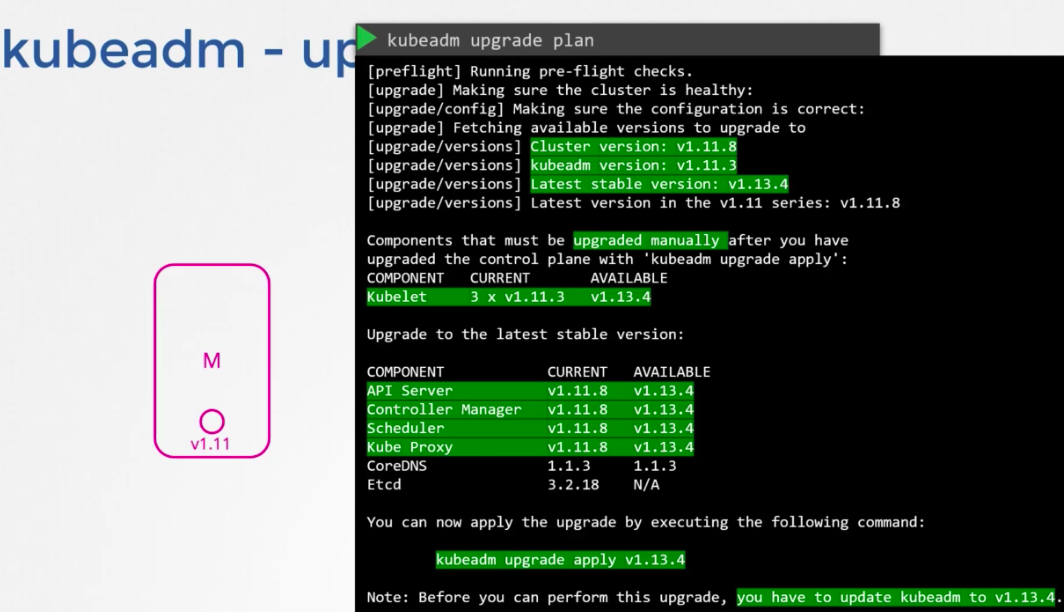 kubeadm - up
kubeadm upgrade plan
[preflight] Running pre-flight checks.
[upgrade] Making sure the cluster is healthy:
[upgrade/config] Making sure the configuration is correct:
[upgrade] Fetching available versions to upgrade to
[upgrade/versions] Cluster version: v1.11.8
[upgrade/versions] kubeadm version: v1.11.3
[upgrade/versions] Latest stable version: v1.13.4
[upgrade/versions] Latest version in the v1.11 series: v1.11.8
Components that must be upgraded manually after you have
upgraded the control plane with 'kubeadm upgrade apply':
COMPONENT CURRENT AVAILABLE
Kubelet 3 x v1.11.3 v1.13.4
Upgrade to the latest stable version:
COMPONENT CURRENT AVAILABLE
API Server v1.11.8 v1.13.4
Controller Manager v1.11.8 v1.13.4
Scheduler v1.11.8 v1.13.4
Kube Proxy v1.11.8 v1.13.4
CoreDNS 1.1.3 1.1.3
Etcd 3.2.18 N/A
You can now apply the upgrade by executing the following command:
kubeadm upgrade apply v1.13.4
Note: Before you can perform this upgrade, you have to update kubeadm to v1.13.4.
M
v1.11